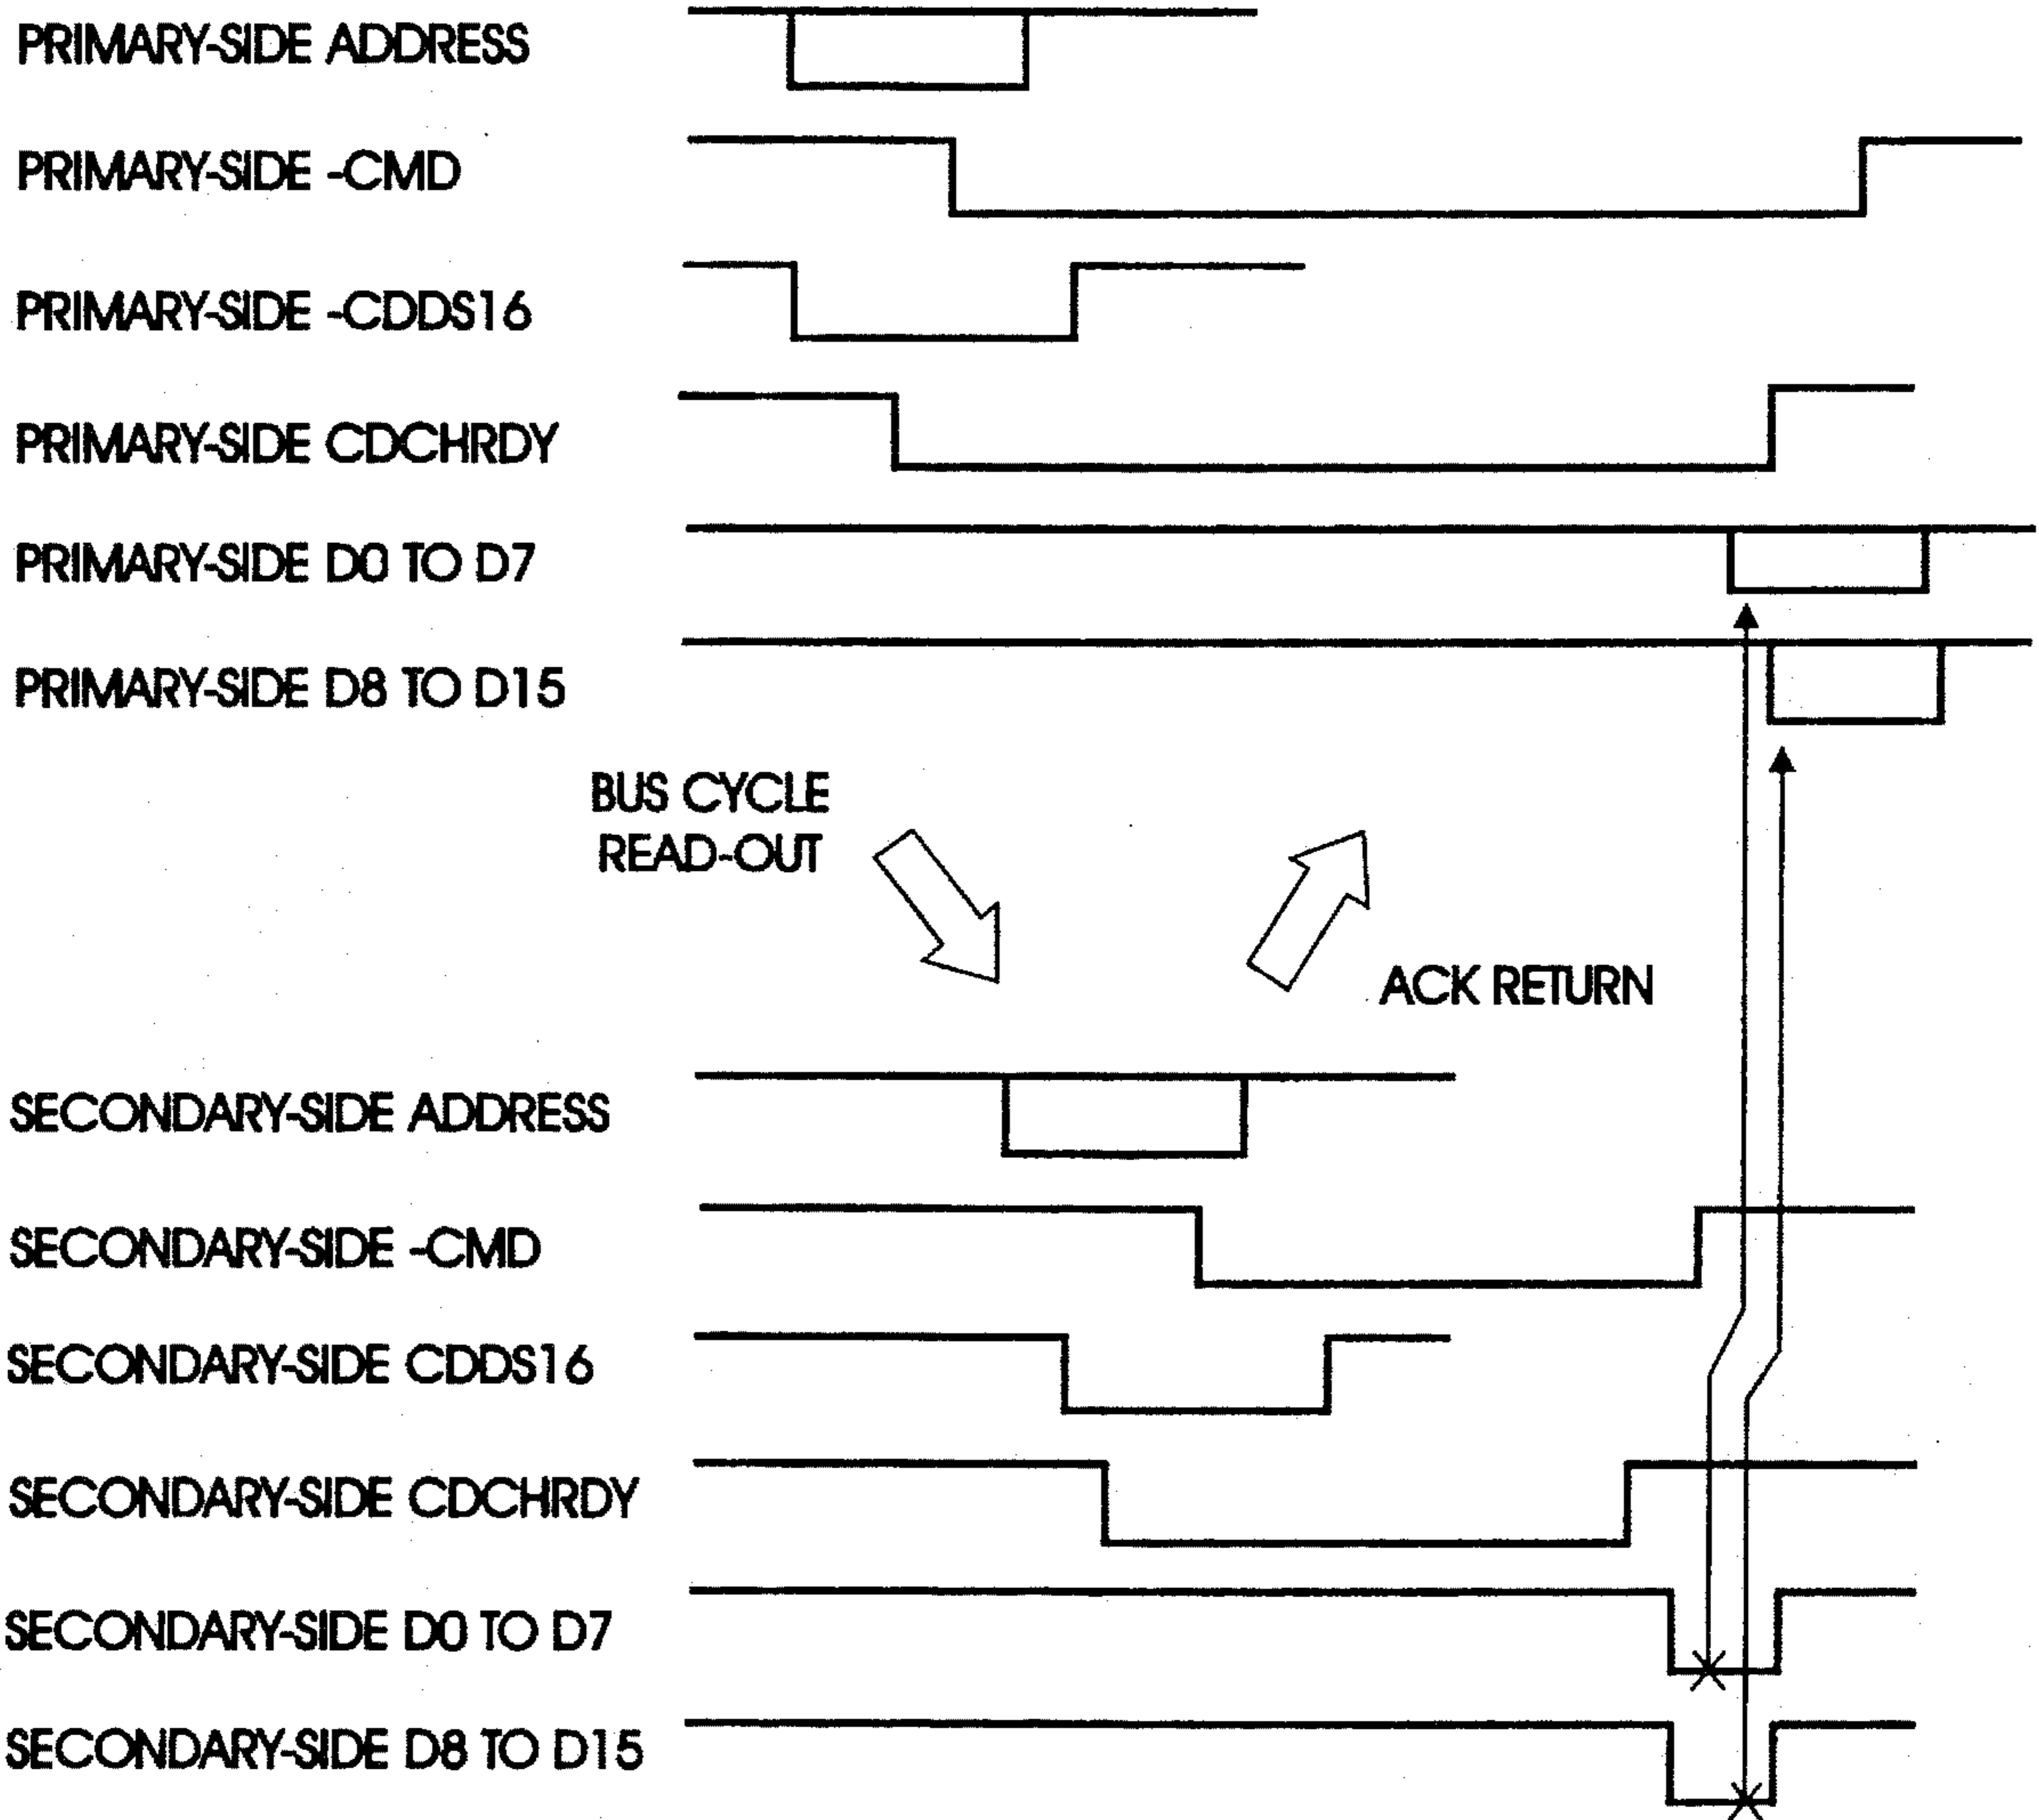 PRIMARY-SIDE ADDRESS
PRIMARY-SIDE -CMD
PRIMARY-SIDE -CDDS16
PRIMARY-SIDE CDCHRDY
PRIMARY-SIDE D0 TO D7
PRIMARY-SIDE D8 TO D15
BUS CYCLE
READ-OUT
ACK RETURN
SECONDARY-SIDE ADDRESS
SECONDARY-SIDE -CMD
SECONDARY-SIDE CDDS16
SECONDARY-SIDE CDCHRDY
SECONDARY-SIDE D0 TO D7
SECONDARY-SIDE D8 TO D15